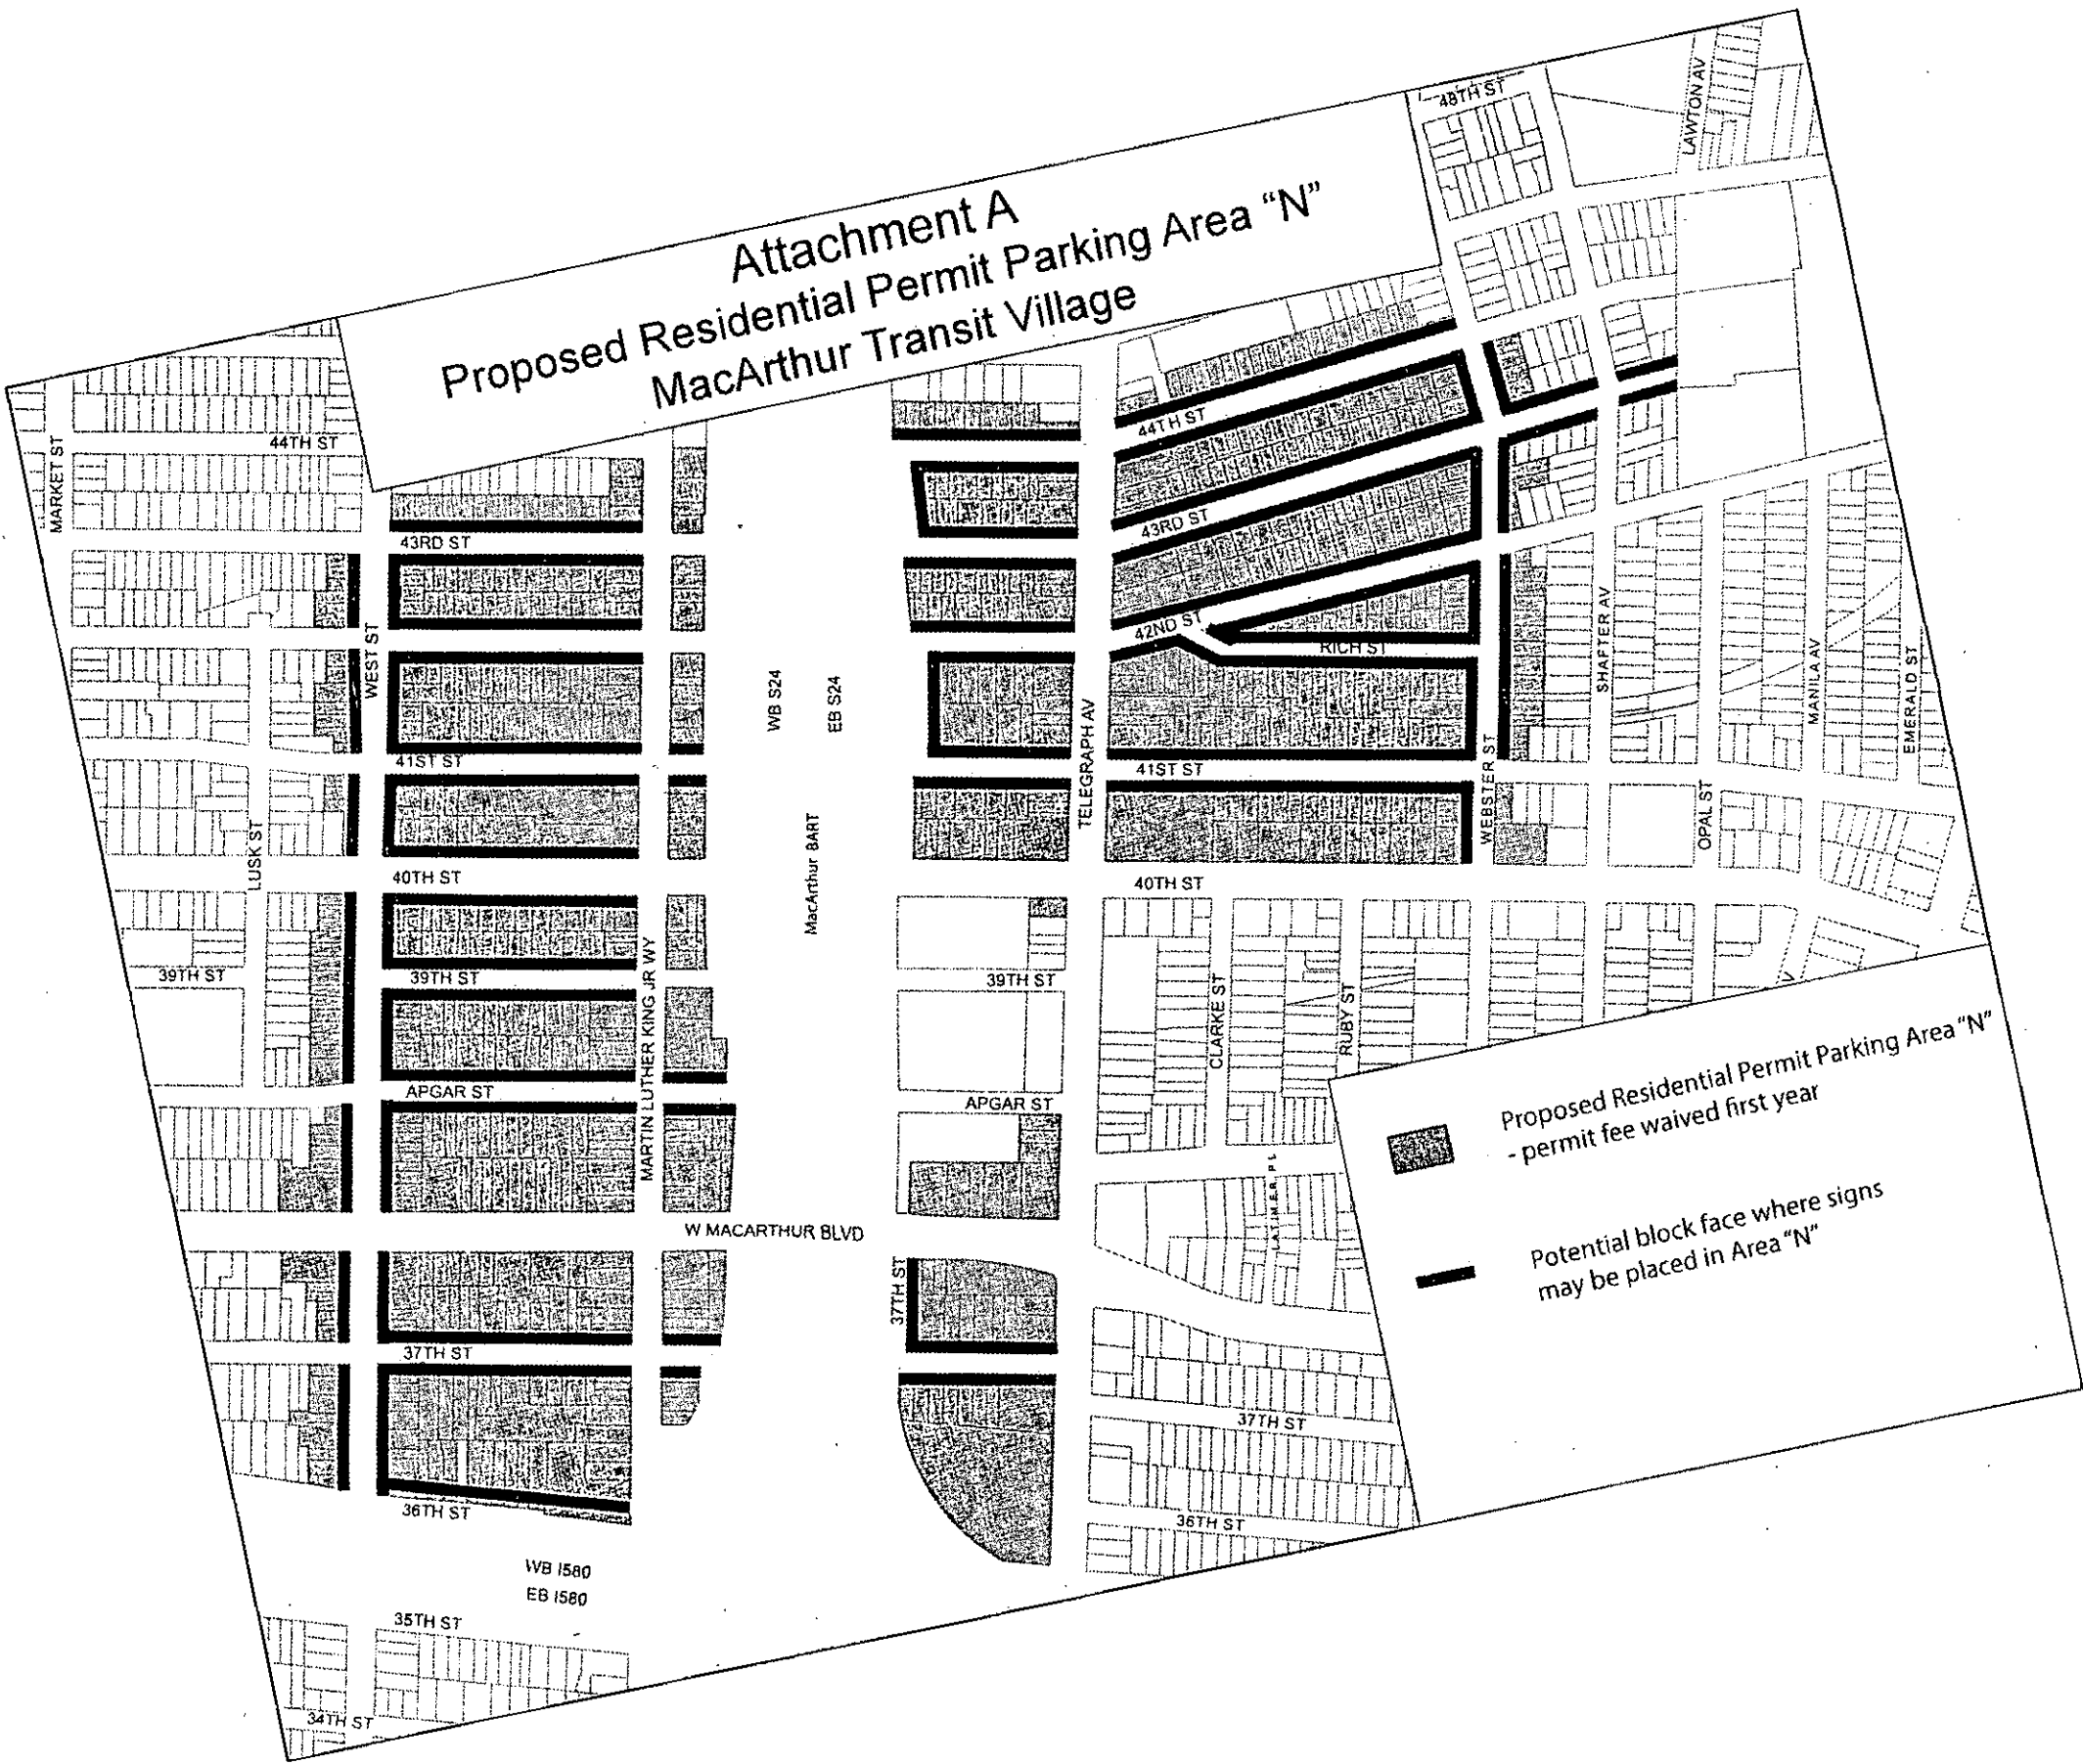 48TH ST
LAWTON AV
Attachment A
Proposed Residential Permit Parking Area “N”
MacArthur Transit Village
MARKET ST
44TH ST
44TH ST
43RD ST
43RD ST
WEST ST
42ND ST
RICH ST
SHAFTER AV
MANILA AV
EMERALD ST
WB S24
EB S24
TELEGRAPH AV
WEBSTER ST
41ST ST
41ST ST
LUSK ST
MacArthur BART
OPAL ST
40TH ST
40TH ST
39TH ST
39TH ST
39TH ST
MARTIN LUTHER KING JR WY
CLARKE ST
RUBY ST
V
APGAR ST
APGAR ST
LATIMER PL
W MACARTHUR BLVD
37TH ST
37TH ST
37TH ST
36TH ST
36TH ST
WB I580
EB I580
35TH ST
34TH ST
Proposed Residential Permit Parking Area “N”
- permit fee waived first year
Potential block face where signs
may be placed in Area “N”